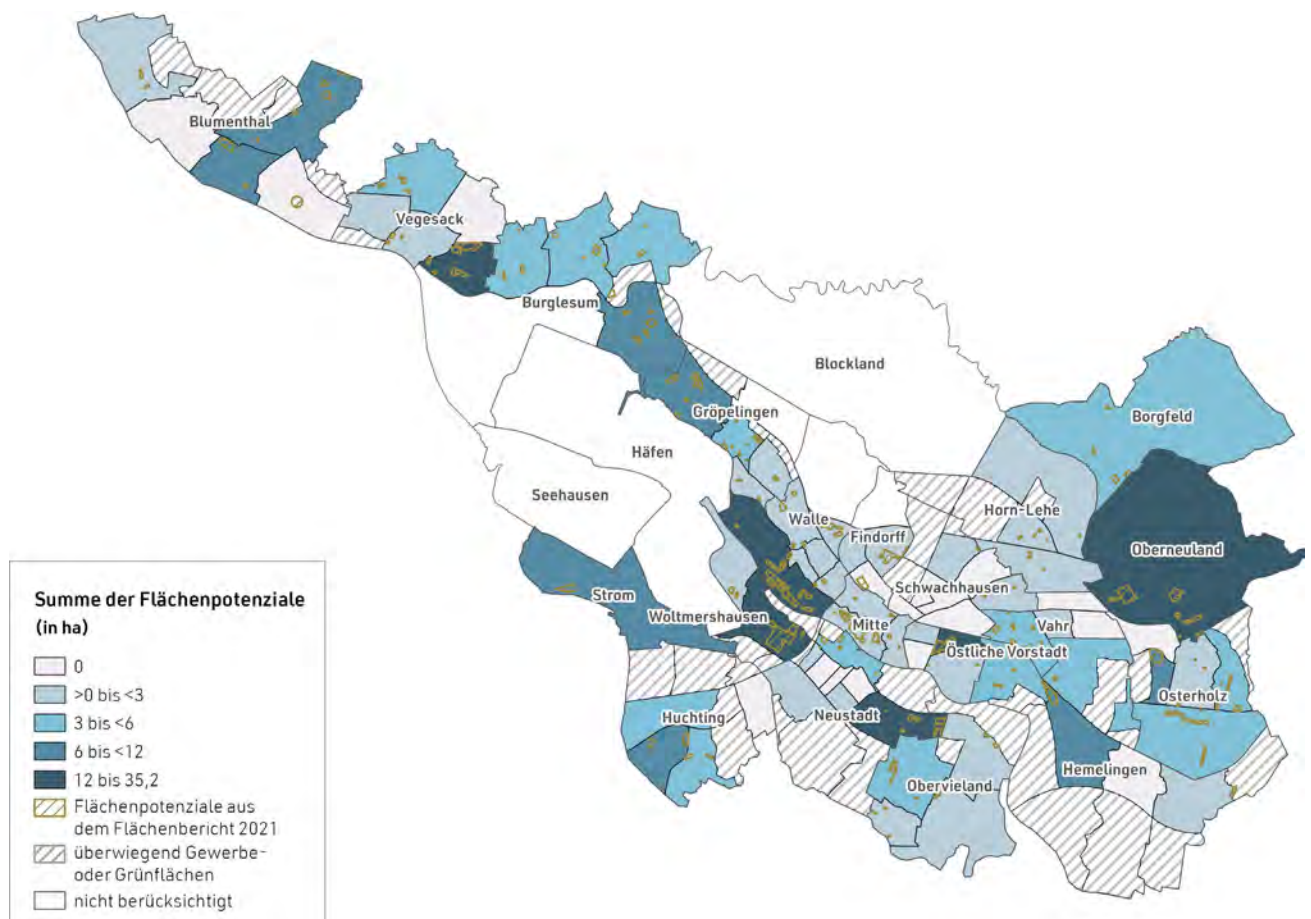 Blumenthal
Vegesack
Burglesum
Blockland
Gröpelingen
Borgfeld
Häfen
Seehausen
Walle
Findorff
Horn-Lehe
Oberneuland
Strom
Woltmershausen
Schwachhausen
Mitte
Vahr
Östliche Vorstadt
Osterholz
Huchting
Neustadt
Hemelingen
Obervieland
Summe der Flächenpotenziale
(in ha)
0
>0 bis <3
3 bis <6
6 bis <12
12 bis 35,2
Flächenpotenziale aus
dem Flächenbericht 2021
überwiegend Gewerbe-
oder Grünflächen
nicht berücksichtigt